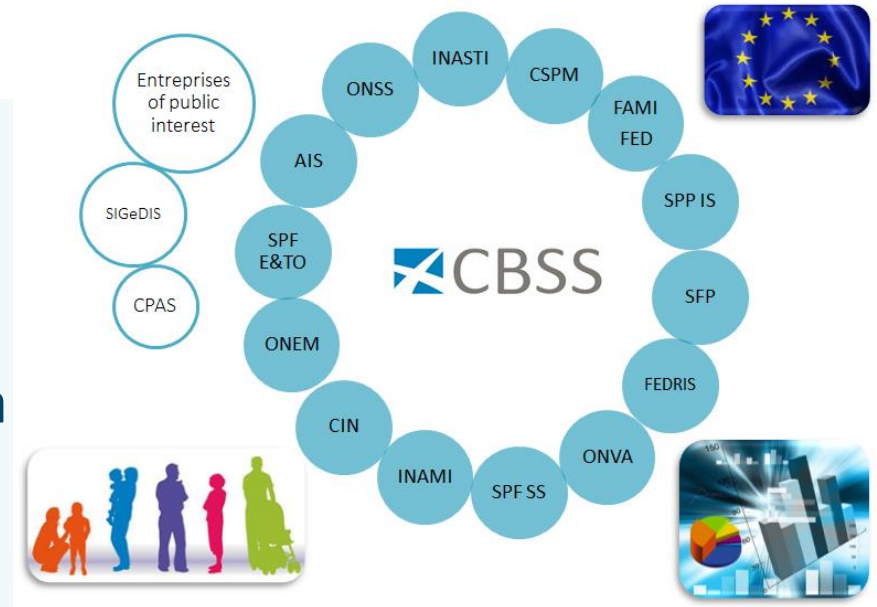 Entreprises
of public
interest
SIGeDIS
CPAS
INASTI
CSPM
FAMI
FED
SPP IS
SFP
FEDRIS
ONVA
SPF SS
INAMI
CIN
ONEM
SPF
E&TO
AIS
ONSS
CBSS
150